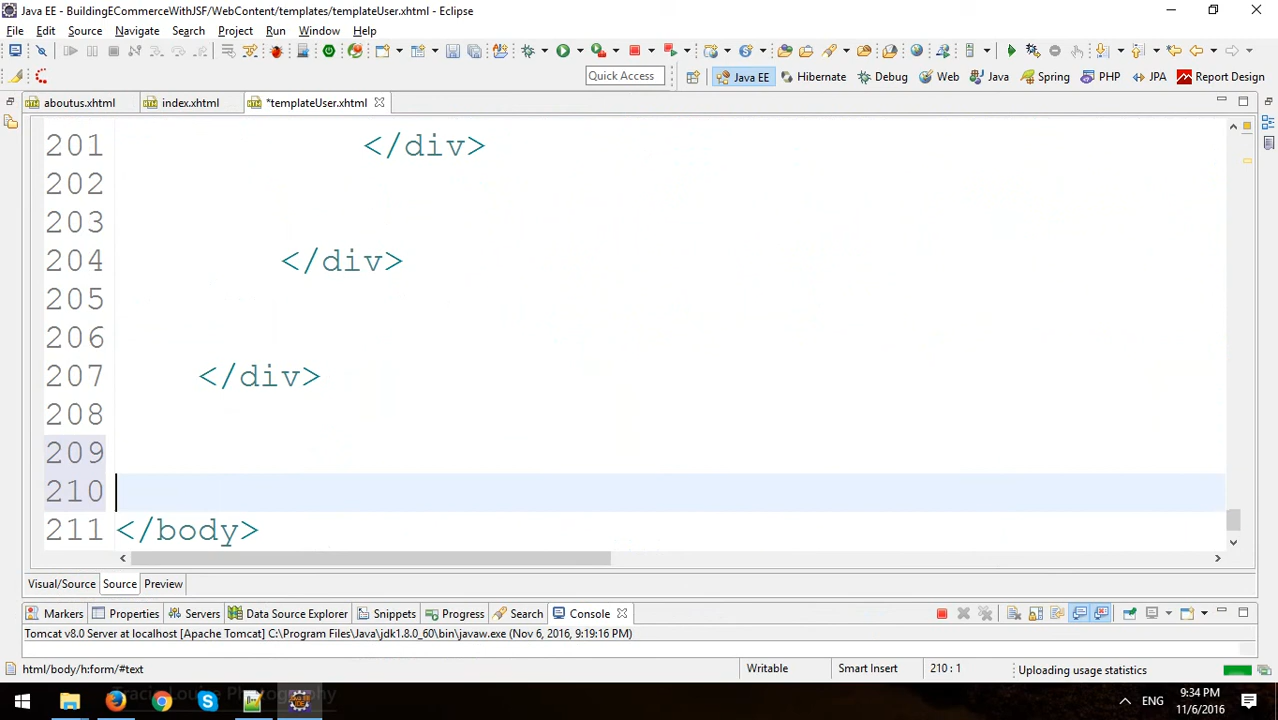 Java EE - BuildingECommerceWithJSF/WebContent/templates/templateUser.xhtml - Eclipse
File Edit Source Navigate Search Project Run Window Help
Quick Access Java EE Hibernate Debug Web Java Spring PHP JPA Report Design
aboutus.xhtml index.xhtml *templateUser.xhtml
201 </div>
202
203
204 </div>
205
206
207 </div>
208
209
210
211 </body>
Visual/Source Source Preview
Markers Properties Servers Data Source Explorer Snippets Progress Search Console
Tomcat v8.0 Server at localhost [Apache Tomcat] C:\Program Files\Java\jdk1.8.0_60\bin\javaw.exe (Nov 6, 2016, 9:19:16 PM)
html/body/h:form/#text Writable Smart Insert 210 : 1 Uploading usage statistics
Tracie Louise Photography
ENG 9:34 PM
11/6/2016